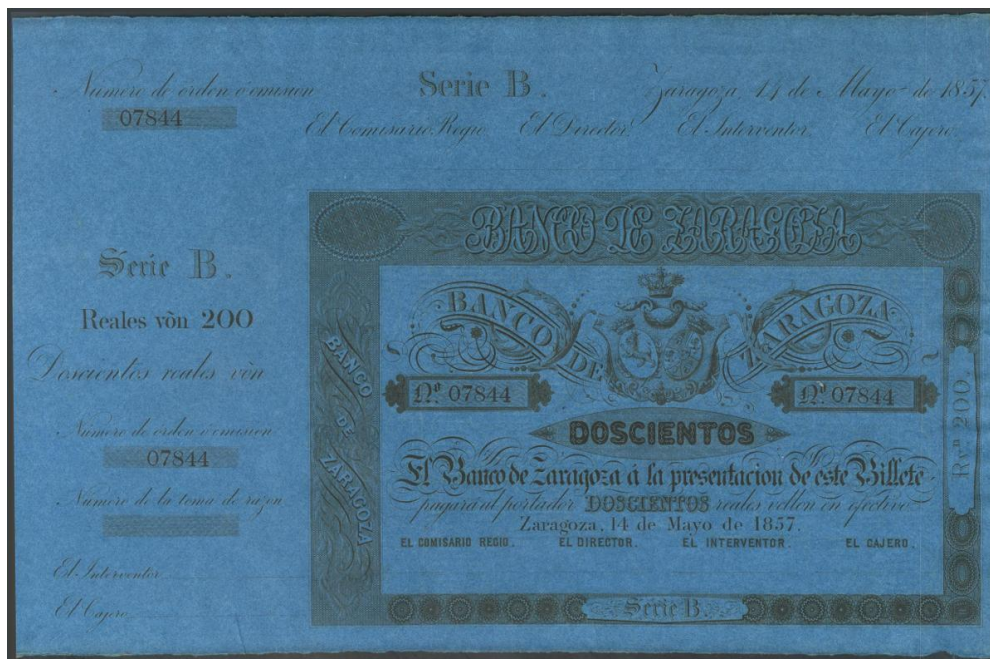 Número de órden ó emision
07844
Serie B.
Zaragoza 14 de Mayo de 1857.
El Comisario Regio. El Director. El Interventor. El Cajero.
Serie B.
Reales vōn 200
Doscientos reales vōn
Número de orden ó emision
07844
Número de la toma de razon
El Interventor
El Cajero
BANCO DE ZARAGOZA
BANCO DE ZARAGOZA
BANCO DE ZARAGOZA
Nº 07844
Nº 07844
DOSCIENTOS
El Banco de Zaragoza á la presentacion de este Billete
pagará al portador DOSCIENTOS reales vellon en efectivo
Zaragoza, 14 de Mayo de 1857.
EL COMISARIO REGIO. EL DIRECTOR. EL INTERVENTOR. EL CAJERO.
Rvⁿ 200.
Serie B.